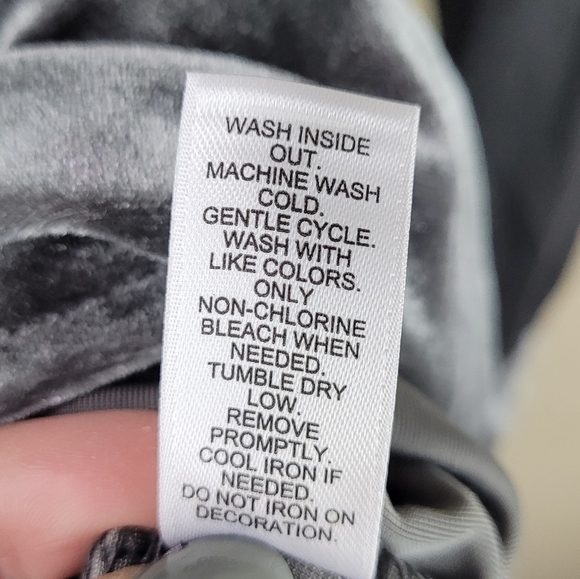 WASH INSIDE
OUT.
MACHINE WASH
COLD.
GENTLE CYCLE.
WASH WITH
LIKE COLORS.
ONLY
NON-CHLORINE
BLEACH WHEN
NEEDED.
TUMBLE DRY
LOW.
REMOVE
PROMPTLY.
COOL IRON IF
NEEDED.
DO NOT IRON ON
DECORATION.